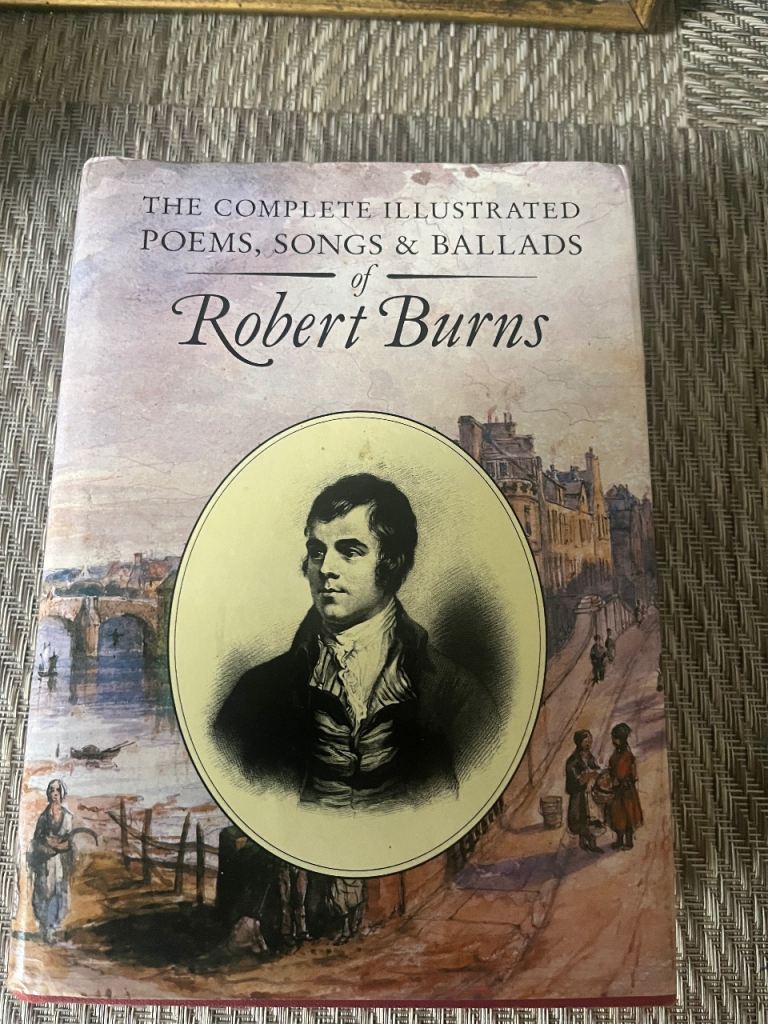 THE COMPLETE ILLUSTRATED
POEMS, SONGS & BALLADS
of
Robert Burns